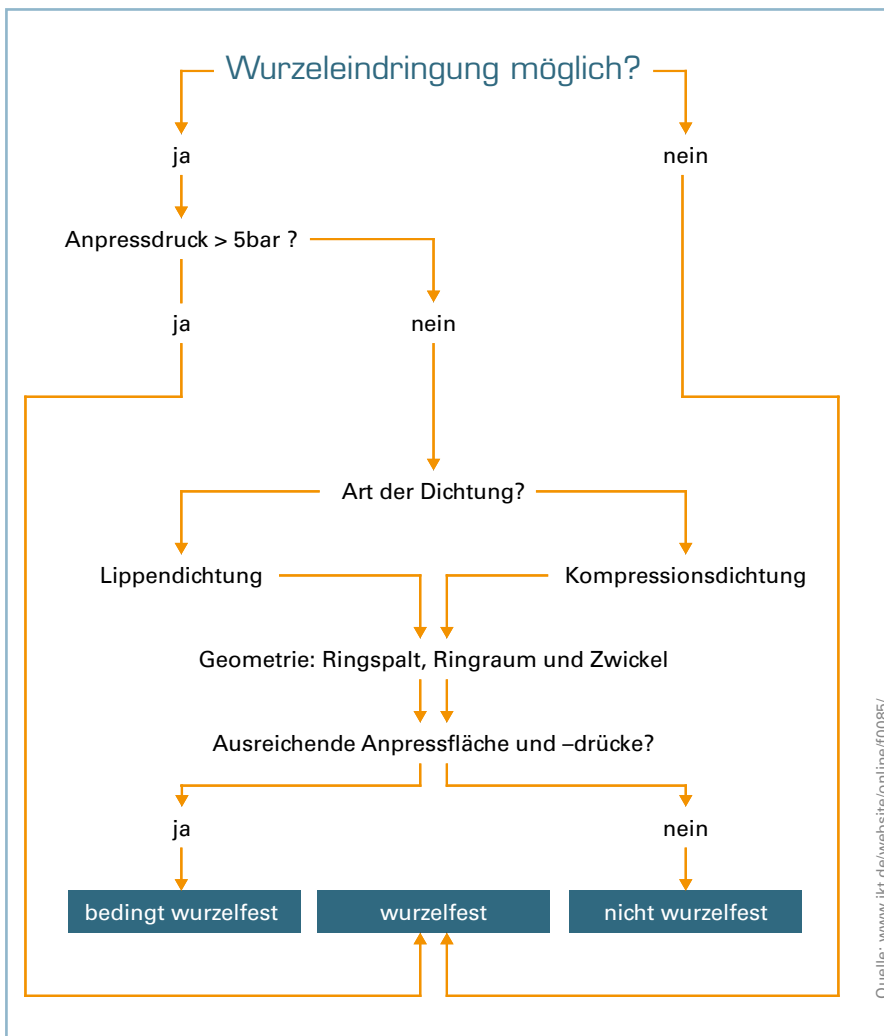 Wurzeleindringung möglich?
ja
nein
Anpressdruck > 5bar ?
ja
nein
Art der Dichtung?
Lippendichtung
Kompressionsdichtung
Geometrie: Ringspalt, Ringraum und Zwickel
Ausreichende Anpressfläche und –drücke?
ja
nein
bedingt wurzelfest
wurzelfest
nicht wurzelfest
Quelle: www.ikt.de/website/online/f0085/